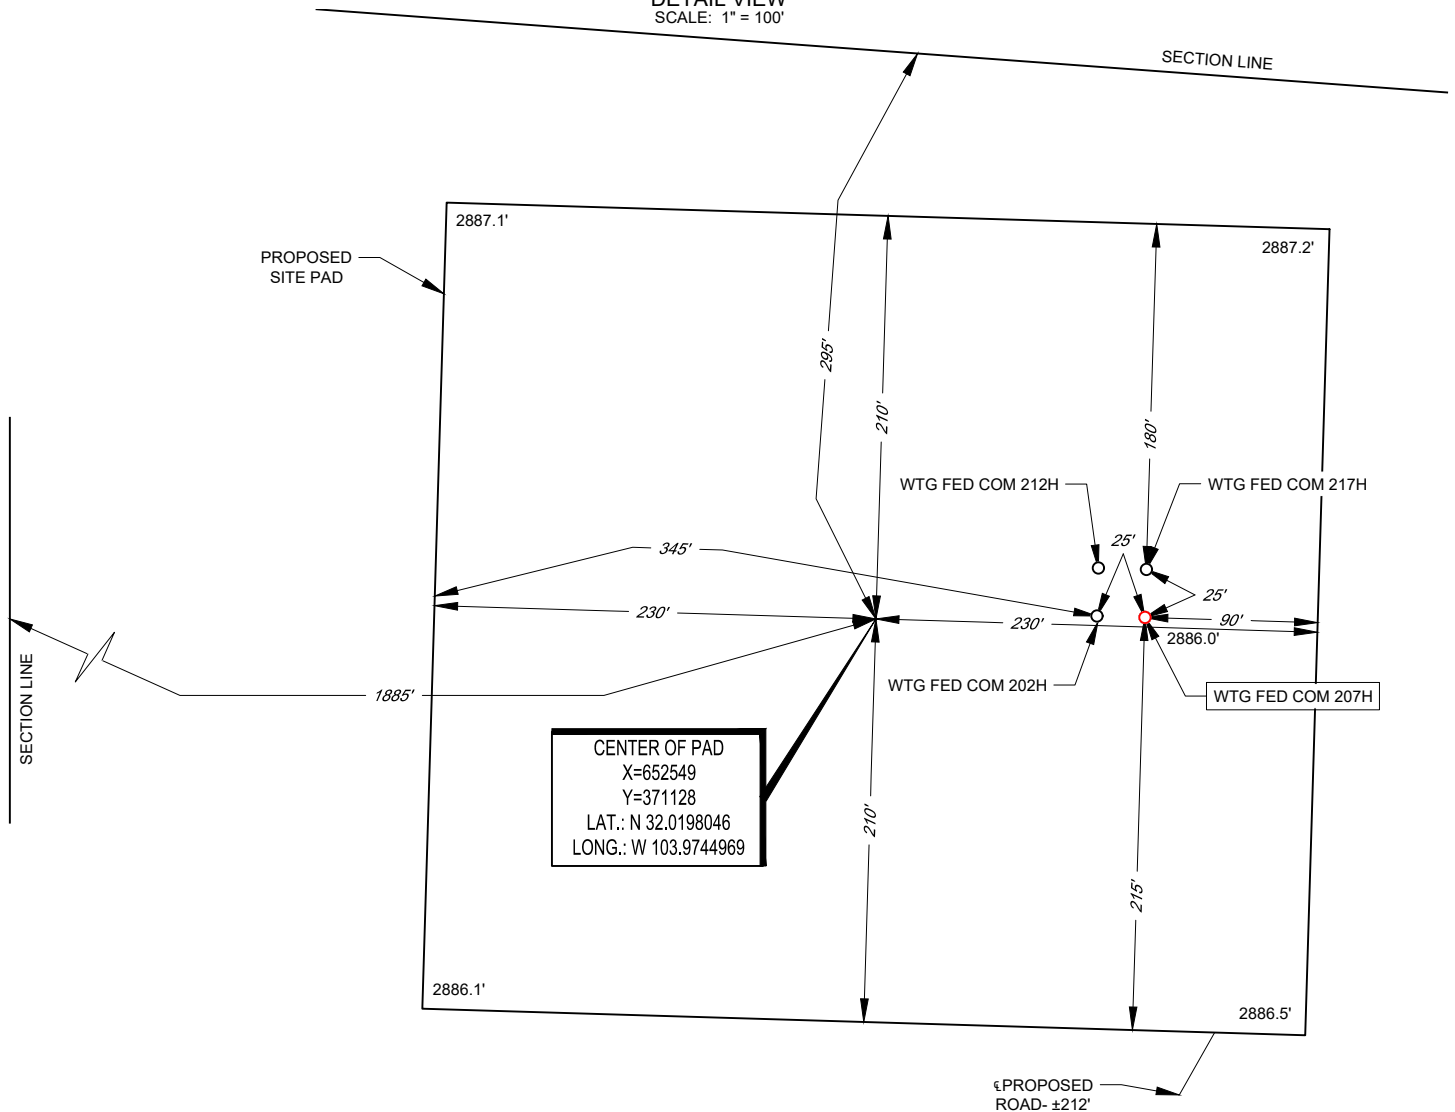 DETAIL VIEW
SCALE: 1" = 100'
SECTION LINE
2887.1'
2887.2'
PROPOSED
SITE PAD
295'
210'
180'
WTG FED COM 212H
WTG FED COM 217H
345'
25'
25'
230'
230'
90'
2886.0'
SECTION LINE
1885'
WTG FED COM 202H
WTG FED COM 207H
CENTER OF PAD
X=652549
Y=371128
LAT.: N 32.0198046
LONG.: W 103.9744969
210'
215'
2886.1'
2886.5'
℄PROPOSED
ROAD- ±212'